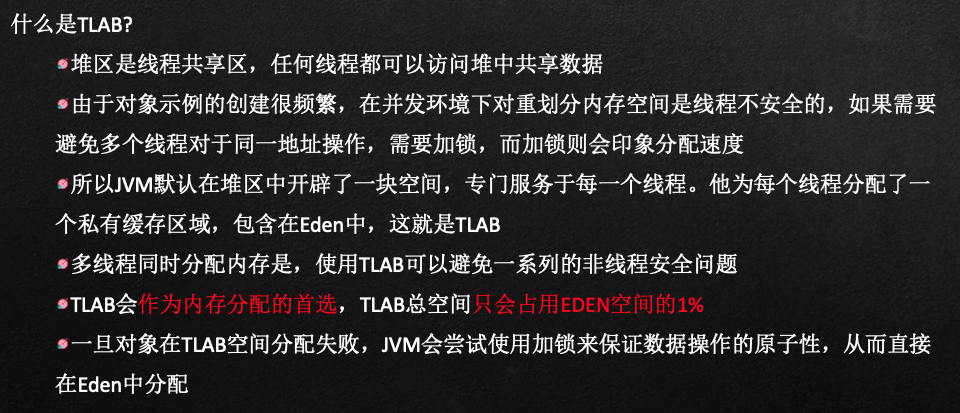 什么是TLAB?
堆区是线程共享区，任何线程都可以访问堆中共享数据
由于对象示例的创建很频繁，在并发环境下对重划分内存空间是线程不安全的，如果需要
避免多个线程对于同一地址操作，需要加锁，而加锁则会印象分配速度
所以JVM默认在堆区中开辟了一块空间，专门服务于每一个线程。他为每个线程分配了一
个私有缓存区域，包含在Eden中，这就是TLAB
多线程同时分配内存是，使用TLAB可以避免一系列的非线程安全问题
TLAB会作为内存分配的首选，TLAB总空间只会占用EDEN空间的1%
一旦对象在TLAB空间分配失败，JVM会尝试使用加锁来保证数据操作的原子性，从而直接
在Eden中分配